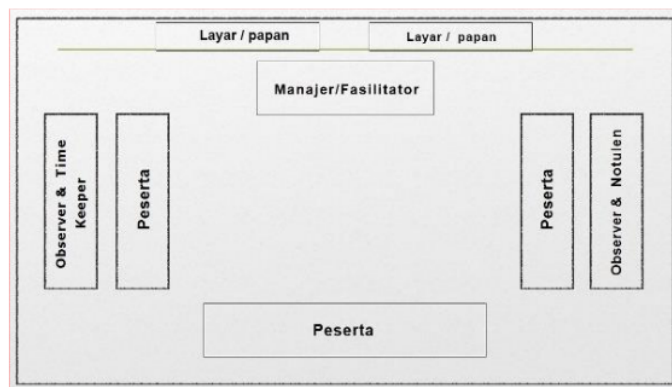 Layar / papan
Layar / papan
Manajer/Fasilitator
Observer & Time
Keeper
Peserta
Peserta
Observer & Notulen
Peserta